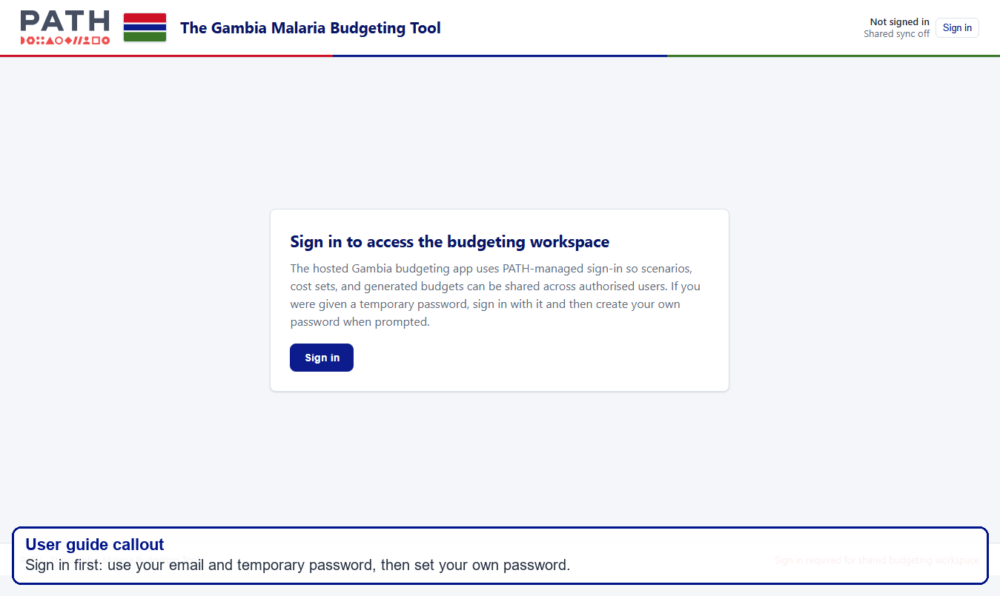 PATH
The Gambia Malaria Budgeting Tool
Not signed in
Shared sync off
Sign in
Sign in to access the budgeting workspace
The hosted Gambia budgeting app uses PATH-managed sign-in so scenarios,
cost sets, and generated budgets can be shared across authorised users. If you
were given a temporary password, sign in with it and then create your own
password when prompted.
Sign in
User guide callout
Sign in first: use your email and temporary password, then set your own password.
Sign in required for shared budgeting workspace